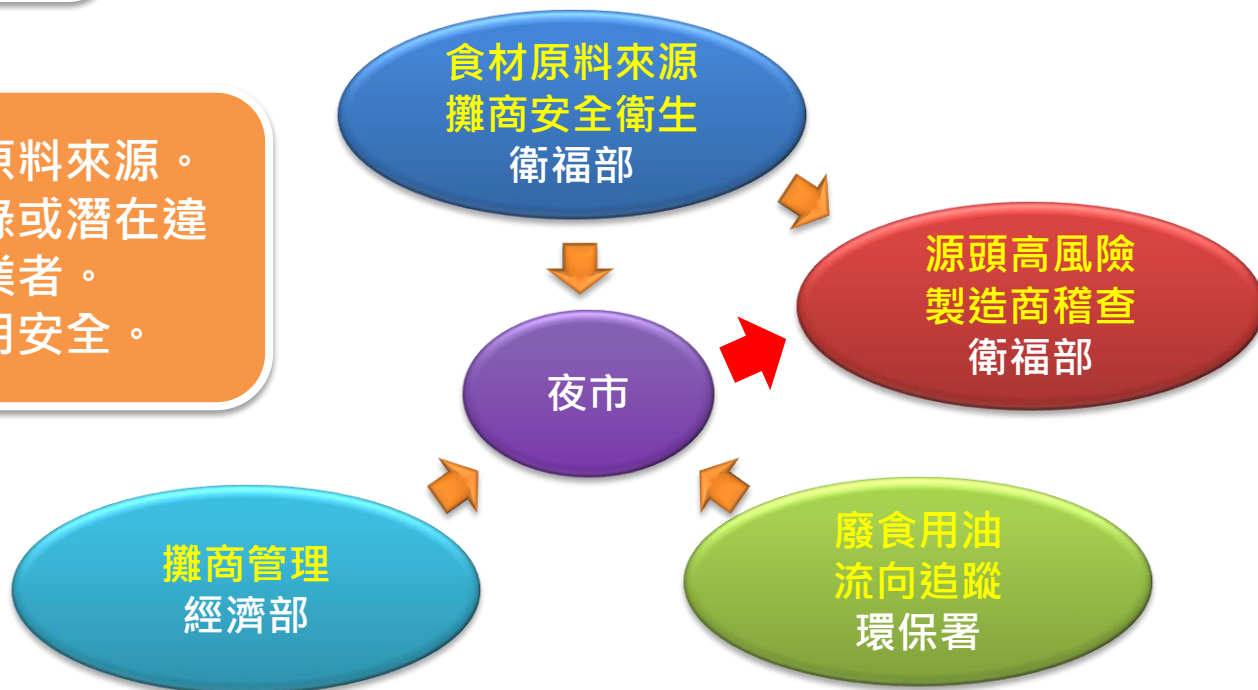 食材原料來源
攤商安全衛生
衛福部
原料來源。
錄或潛在違
業者。
用安全。
源頭高風險
製造商稽查
衛福部
夜市
攤商管理
經濟部
廢食用油
流向追蹤
環保署